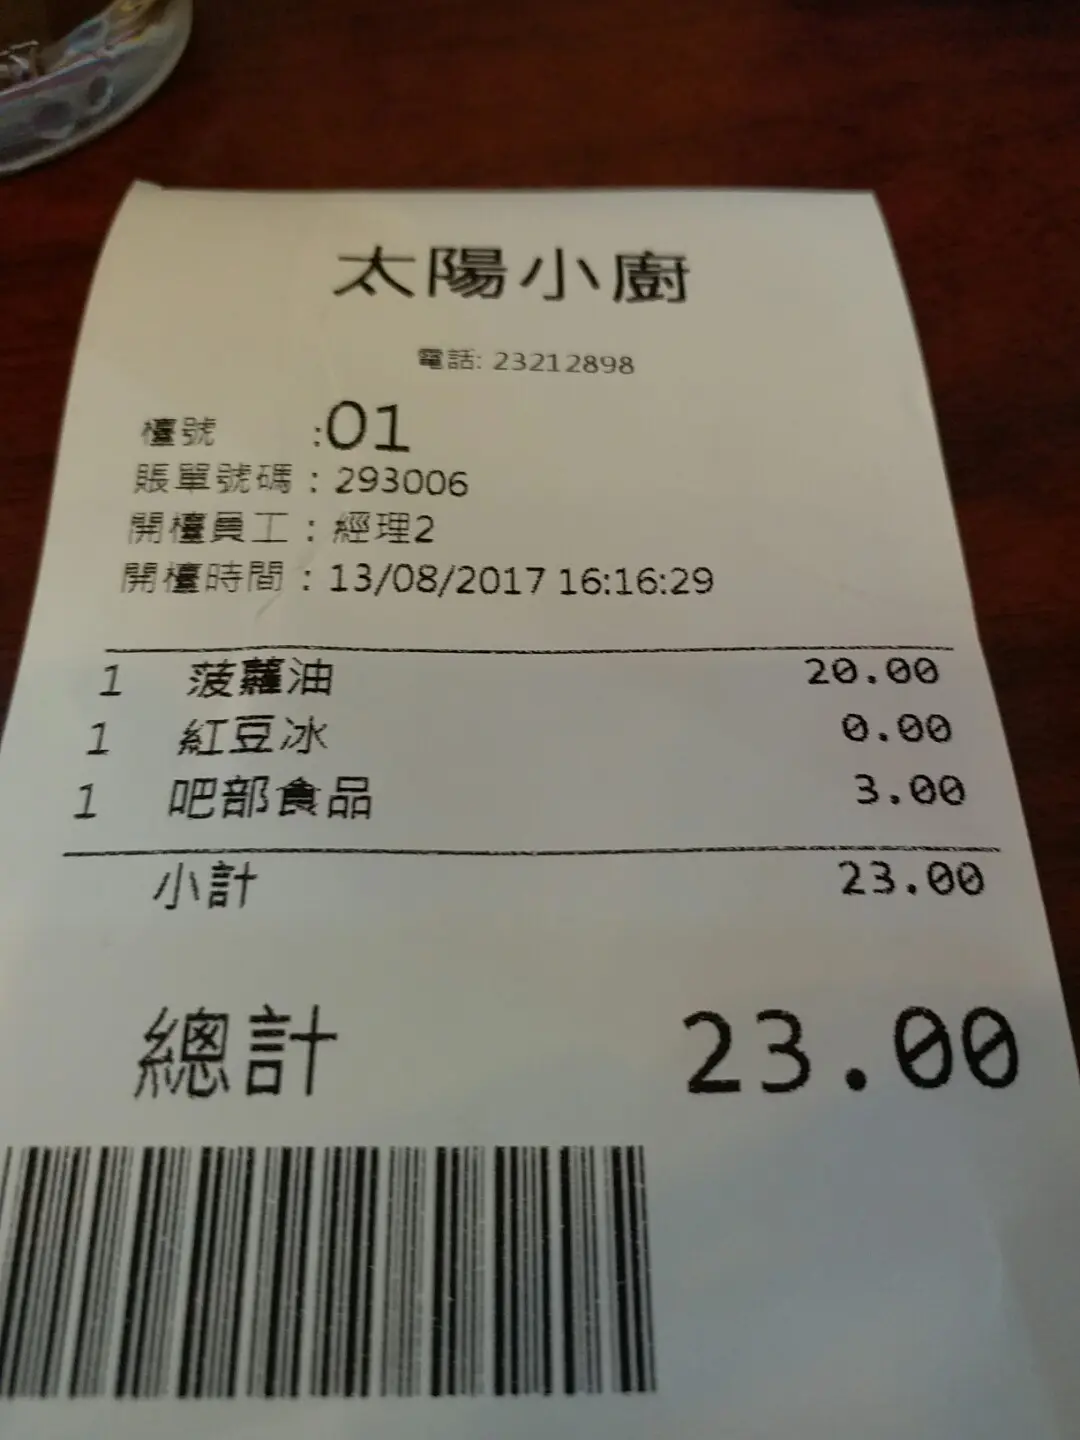 太陽小廚
電話: 23212898
檯號 :01
賬單號碼 : 293006
開檯員工 : 經理2
開檯時間 : 13/08/2017 16:16:29
1 菠蘿油 20.00
1 紅豆冰 0.00
1 吧部食品 3.00
小計 23.00
總計 23.00